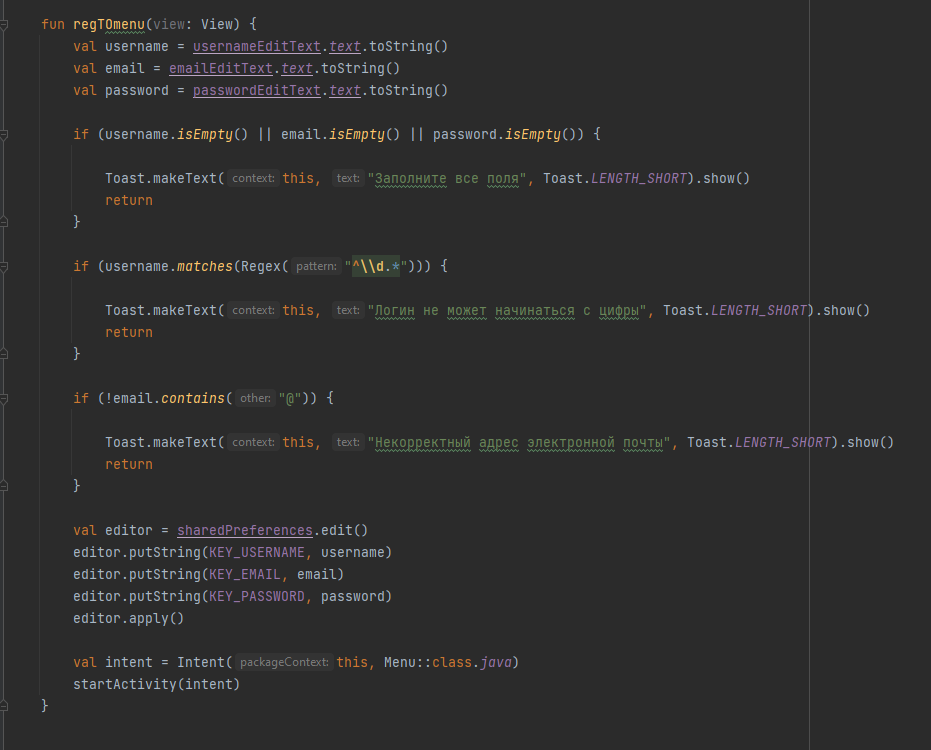 fun regTOmenu(view: View) {
val username = usernameEditText.text.toString()
val email = emailEditText.text.toString()
val password = passwordEditText.text.toString()
if (username.isEmpty() || email.isEmpty() || password.isEmpty()) {
Toast.makeText( context: this, text: "Заполните все поля", Toast.LENGTH_SHORT).show()
return
}
if (username.matches(Regex( pattern: "^\\d.*"))) {
Toast.makeText( context: this, text: "Логин не может начинаться с цифры", Toast.LENGTH_SHORT).show()
return
}
if (!email.contains( other: "@")) {
Toast.makeText( context: this, text: "Некорректный адрес электронной почты", Toast.LENGTH_SHORT).show()
return
}
val editor = sharedPreferences.edit()
editor.putString(KEY_USERNAME, username)
editor.putString(KEY_EMAIL, email)
editor.putString(KEY_PASSWORD, password)
editor.apply()
val intent = Intent( packageContext: this, Menu::class.java)
startActivity(intent)
}